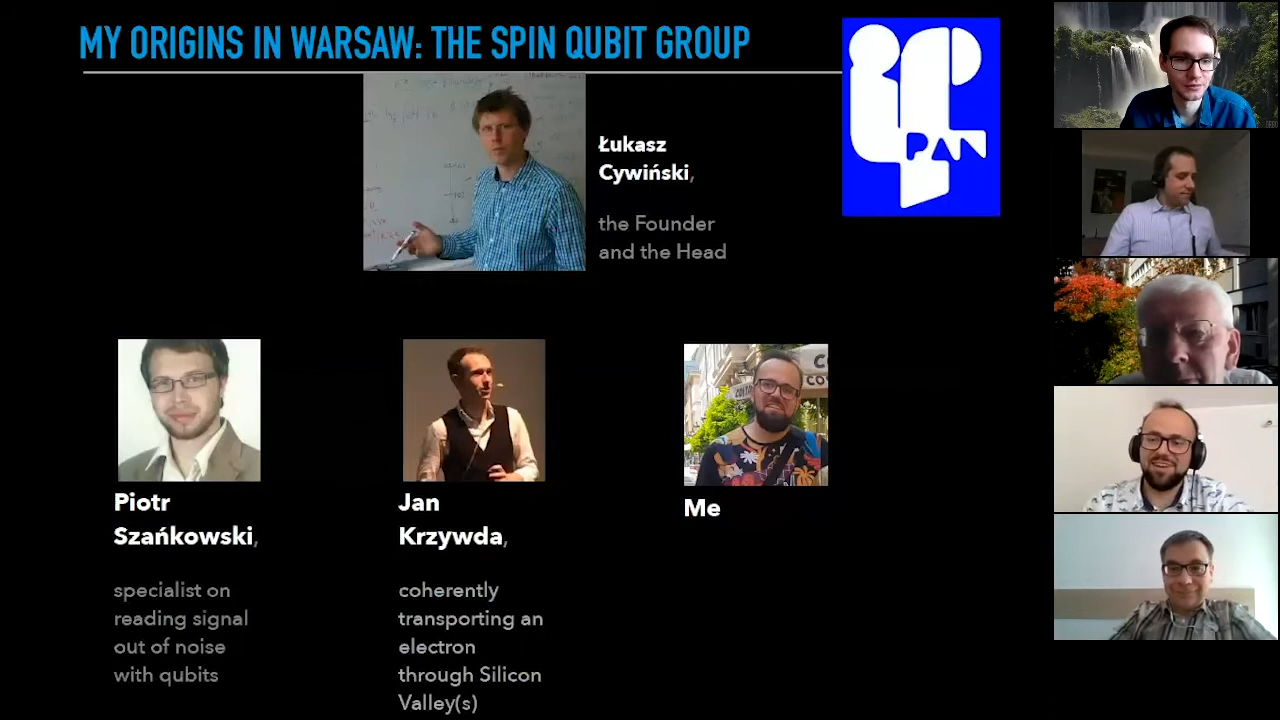 MY ORIGINS IN WARSAW: THE SPIN QUBIT GROUP
PAN
Łukasz
Cywiński,
the Founder
and the Head
Piotr
Szańkowski,
specialist on
reading signal
out of noise
with qubits
Jan
Krzywda,
coherently
transporting an
electron
through Silicon
Valley(s)
Me